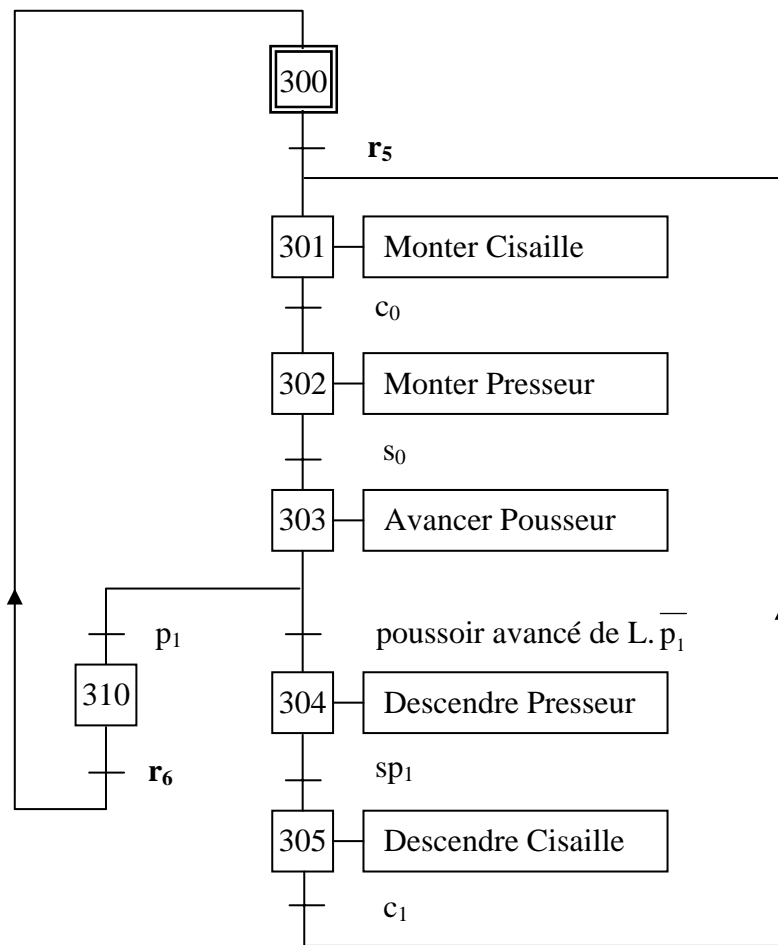 300
r₅
301 Monter Cisaille
c₀
302 Monter Presseur
s₀
303 Avancer Pousseur
p₁ poussoir avancé de L. p̅₁
310 304 Descendre Presseur
r₆ sp₁
305 Descendre Cisaille
c₁